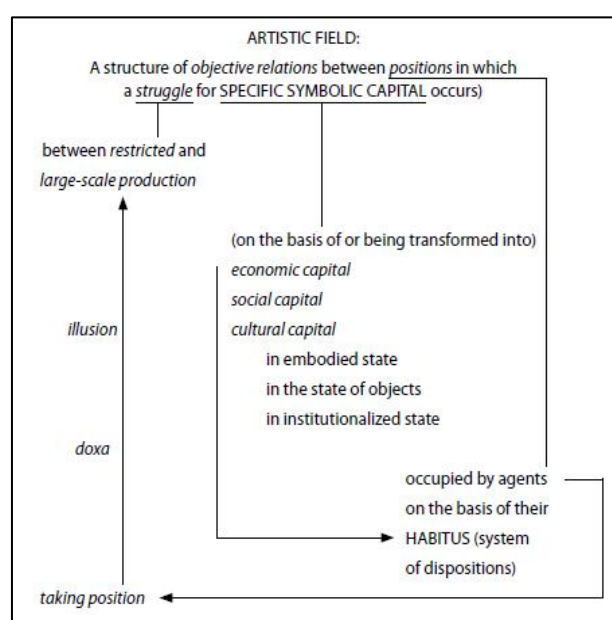 ARTISTIC FIELD:
A structure of objective relations between positions in which
a struggle for SPECIFIC SYMBOLIC CAPITAL occurs)
between restricted and
large-scale production
(on the basis of or being transformed into)
economic capital
social capital
illusion
cultural capital
in embodied state
in the state of objects
in institutionalized state
doxa
occupied by agents
on the basis of their
HABITUS (system
of dispositions)
taking position